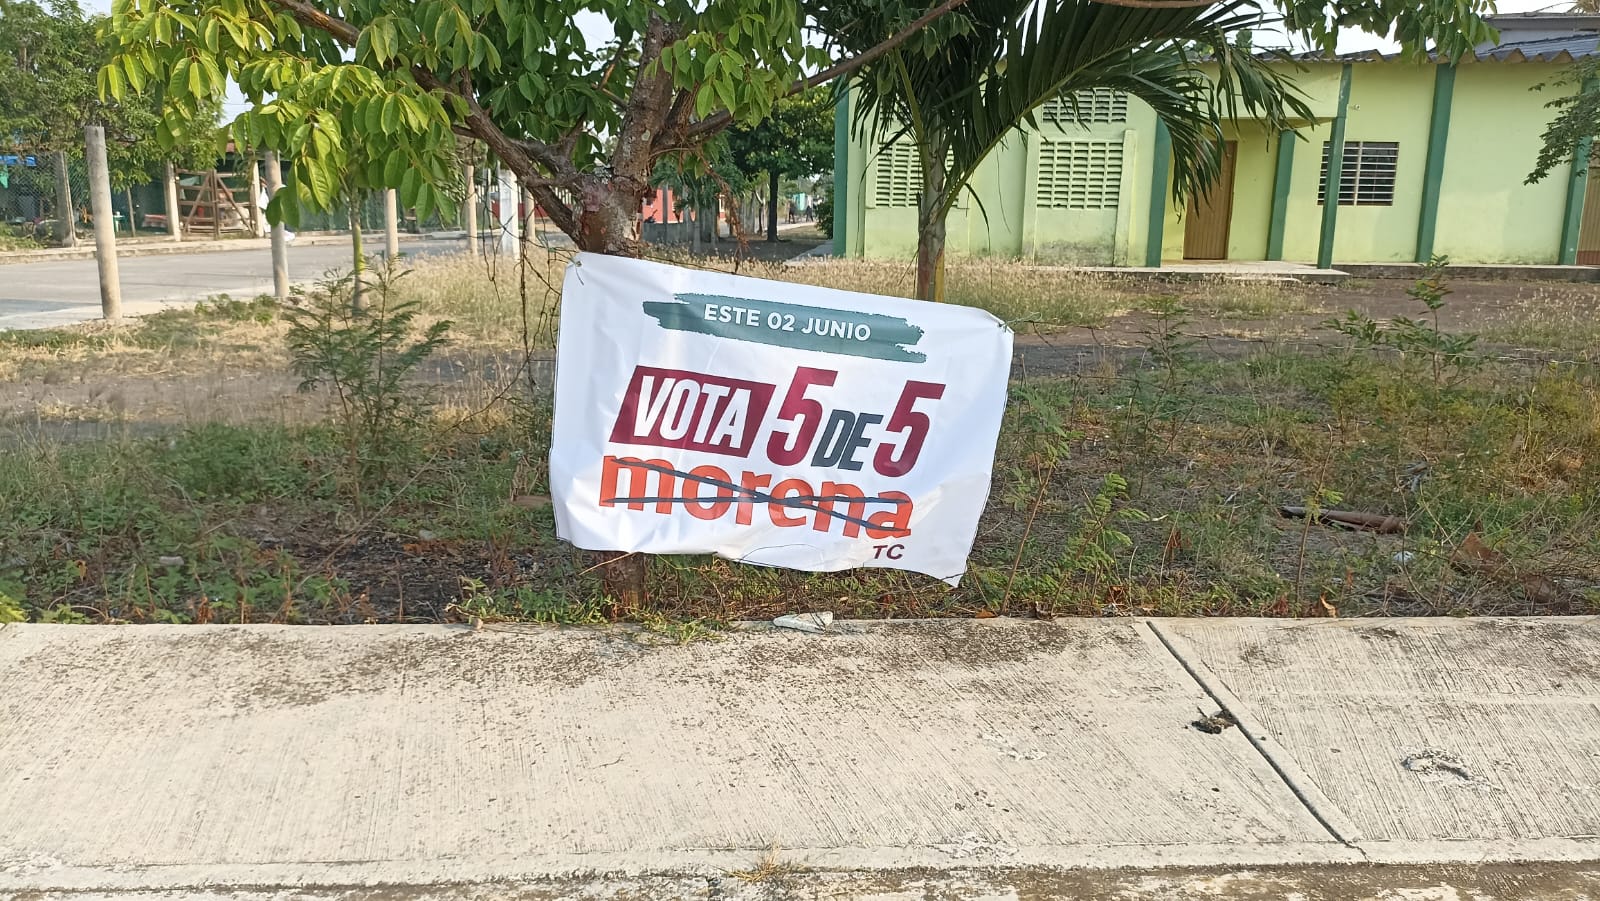 ESTE 02 JUNIO
VOTA 5 DE 5
morena
TC